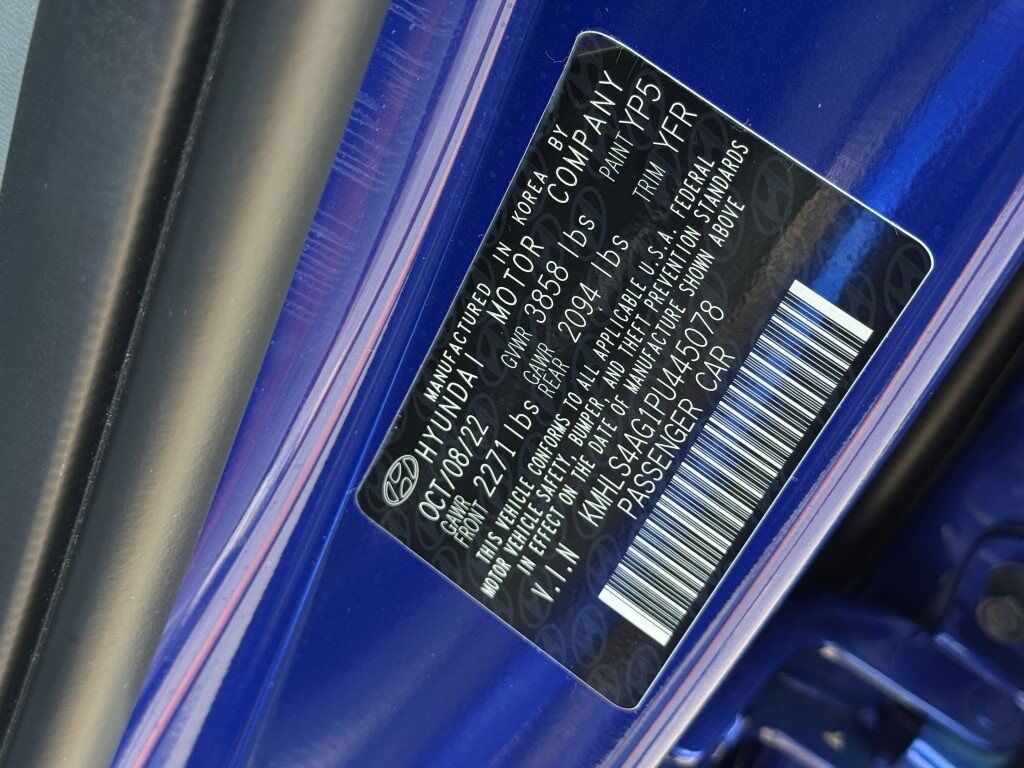 MANUFACTURED IN KOREA BY
HYUNDAI MOTOR COMPANY
OCT/08/22 GVWR 3858 lbs PAINT YP5
GAWR FRONT 2271 lbs GAWR REAR 2094 lbs TRIM YFR
THIS VEHICLE CONFORMS TO ALL APPLICABLE U.S.A. FEDERAL
MOTOR VEHICLE SAFETY, BUMPER, AND THEFT PREVENTION STANDARDS
IN EFFECT ON THE DATE OF MANUFACTURE SHOWN ABOVE
V.I.N KMHLS4AG1PU445078
PASSENGER CAR